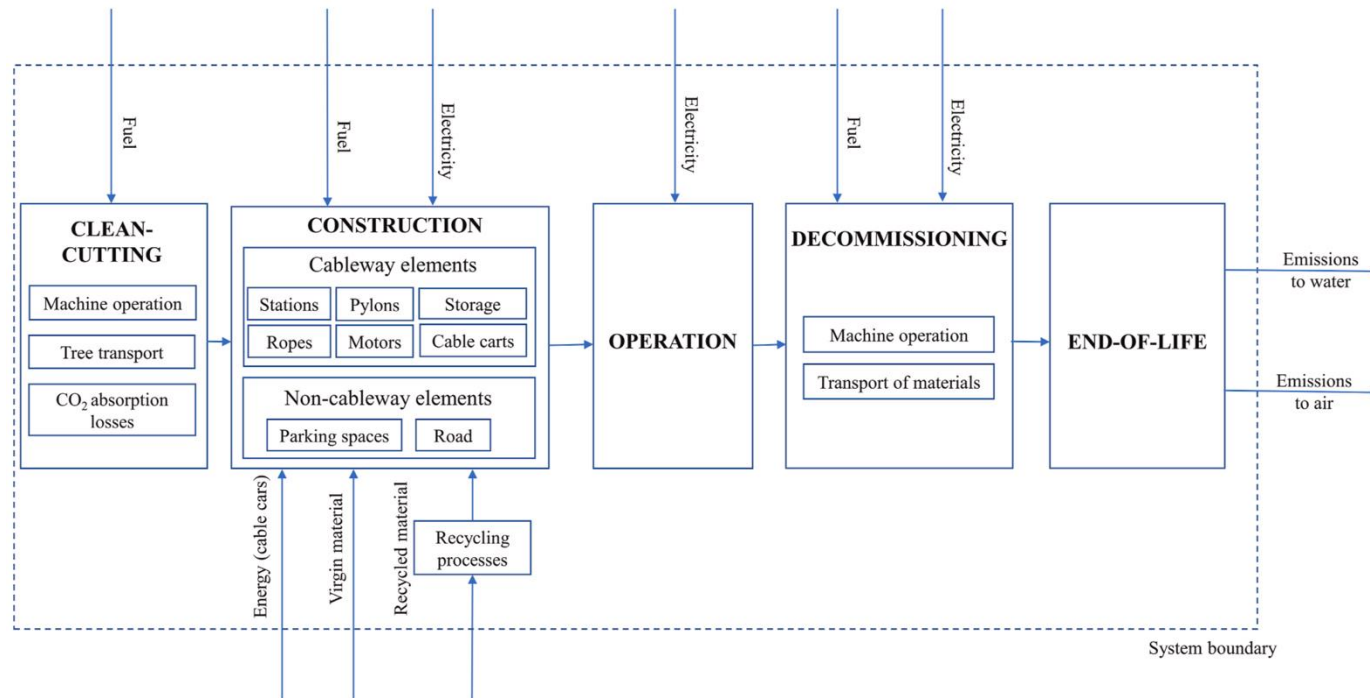 Fuel
Fuel
Electricity
Electricity
Fuel
Electricity
CLEAN-
CUTTING
Machine operation
Tree transport
CO₂ absorption
losses
CONSTRUCTION
Cableway elements
Stations
Pylons
Storage
Ropes
Motors
Cable carts
Non-cableway elements
Parking spaces
Road
OPERATION
DECOMMISSIONING
Machine operation
Transport of materials
END-OF-LIFE
Emissions
to water
Emissions
to air
Energy (cable cars)
Virgin material
Recycled material
Recycling
processes
System boundary